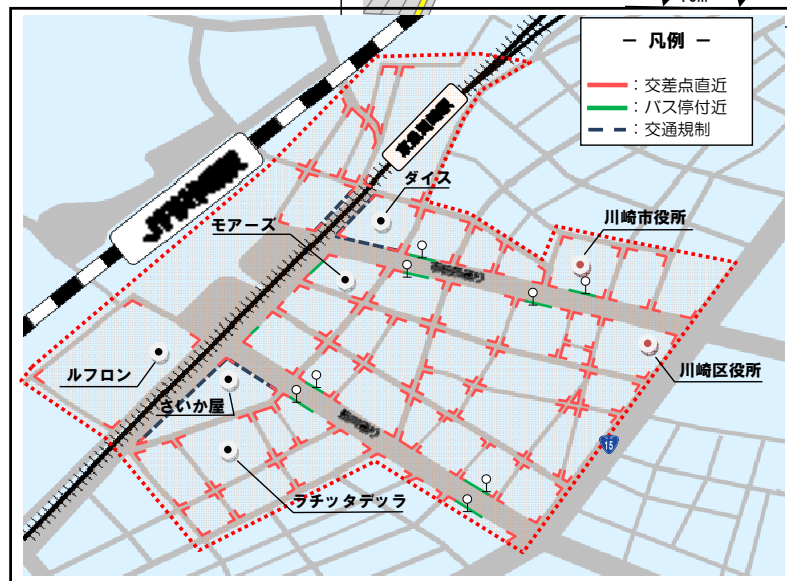 － 凡例 －
：交差点直近
：バス停付近
：交通規制
ダイス
川崎市役所
モアーズ
ルフロン
川崎区役所
さいか屋
15
ラチッタデッラ